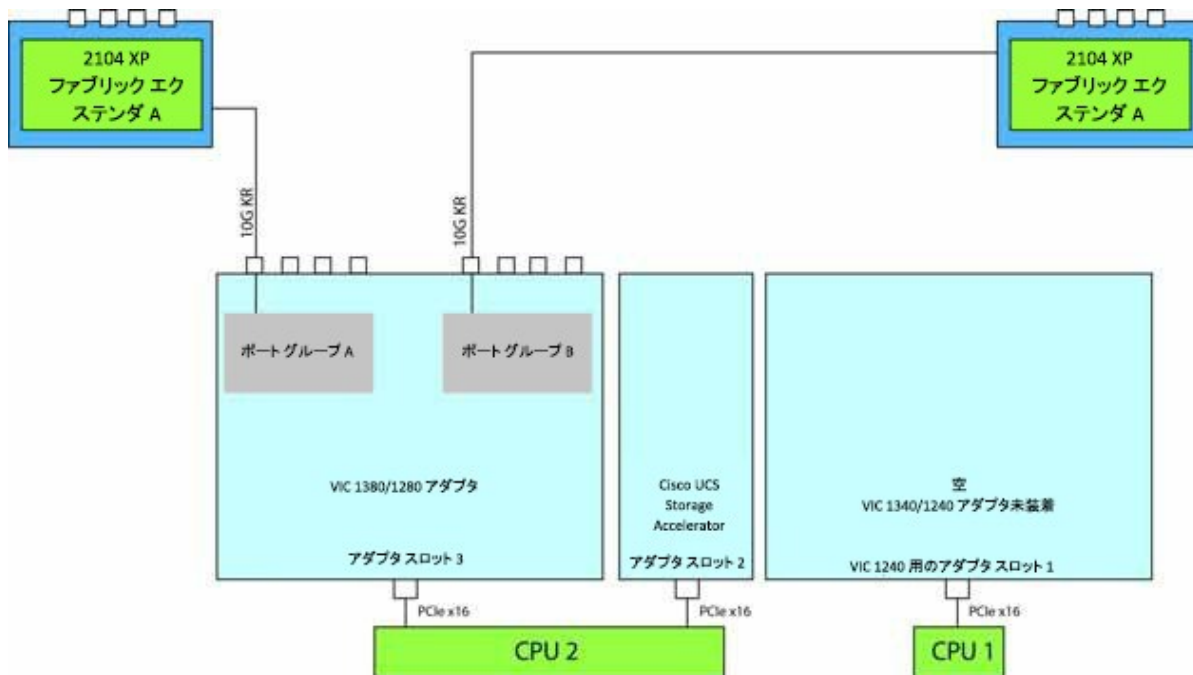 2104 XP
ファブリック エク
ステンダ A
2104 XP
ファブリック エク
ステンダ A
10G KR
10G KR
ポート グループ A
ポート グループ B
VIC 1380/1280 アダプタ
アダプタ スロット 3
Cisco UCS
Storage
Accelerator
アダプタ スロット 2
空
VIC 1340/1240 アダプタ未装着
VIC 1240 用のアダプタ スロット 1
PCIe x16
PCIe x16
PCIe x16
CPU 2
CPU 1